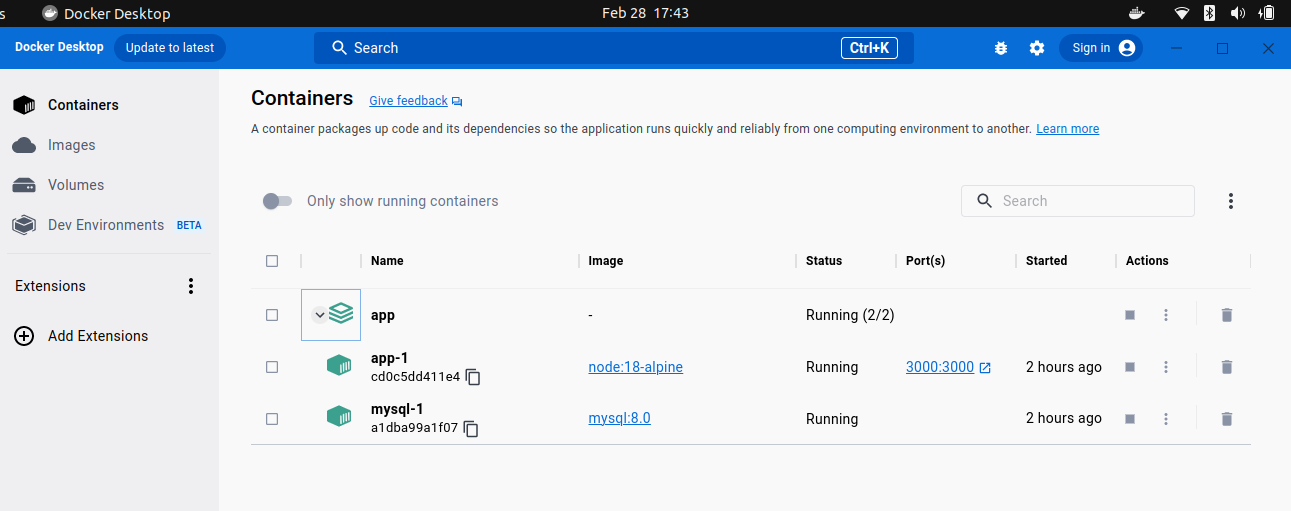 s Docker Desktop Feb 28 17:43
Docker Desktop Update to latest Search Ctrl+K Sign in
Containers
Images
Volumes
Dev Environments BETA
Extensions
Add Extensions
Containers Give feedback
A container packages up code and its dependencies so the application runs quickly and reliably from one computing environment to another. Learn more
Only show running containers Search
Name Image Status Port(s) Started Actions
app - Running (2/2)
app-1
cd0c5dd411e4 node:18-alpine Running 3000:3000 2 hours ago
mysql-1
a1dba99a1f07 mysql:8.0 Running 2 hours ago